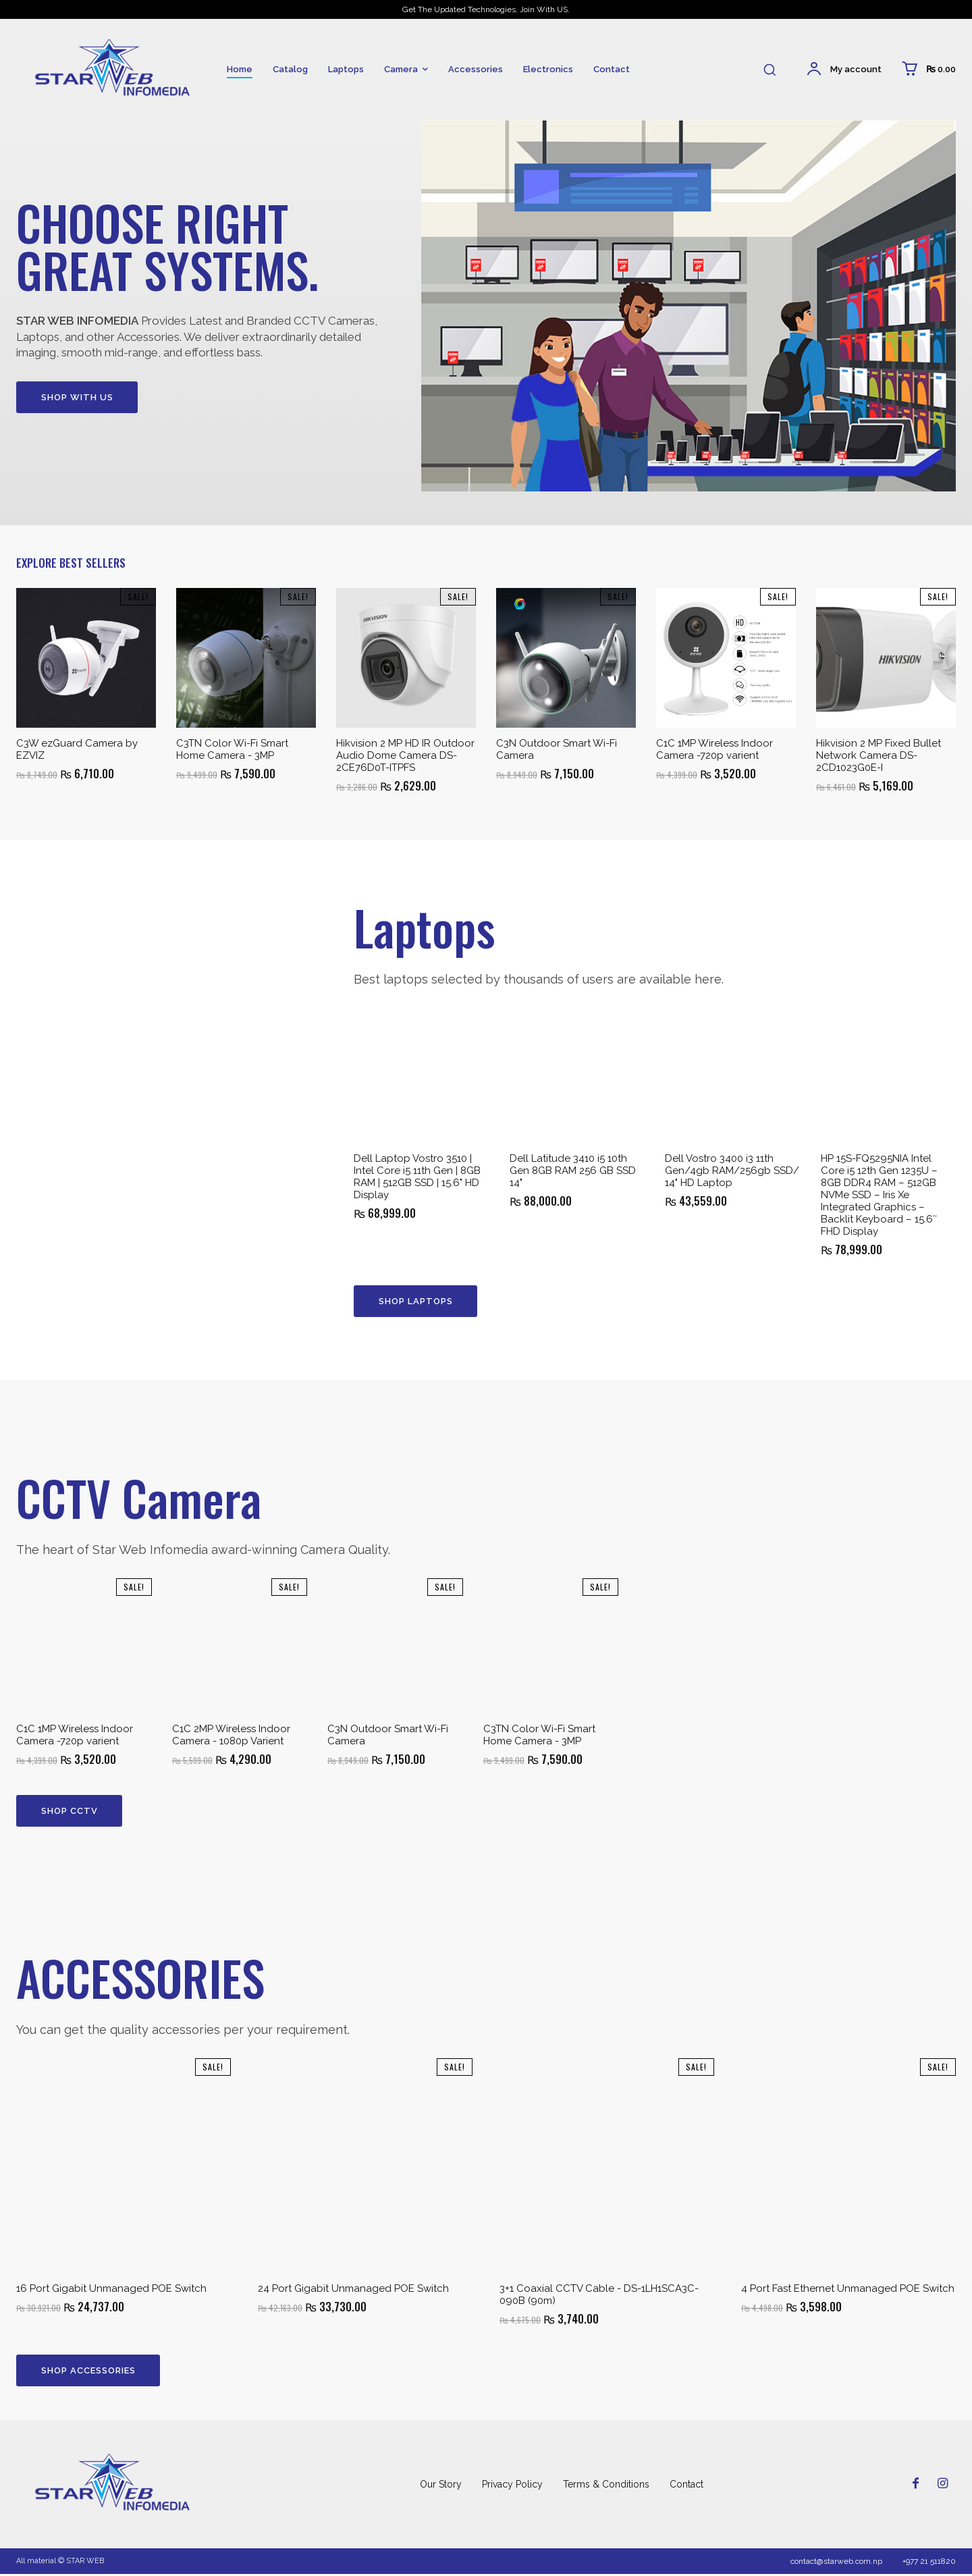 Get The Updated Technologies, Join With US.
STAR WEB
INFOMEDIA
Home
Catalog
Laptops
Camera
Accessories
Electronics
Contact
My account
₨ 0.00
CHOOSE RIGHT
GREAT SYSTEMS.
STAR WEB INFOMEDIA Provides Latest and Branded CCTV Cameras,
Laptops, and other Accessories. We deliver extraordinarily detailed
imaging, smooth mid-range, and effortless bass.
SHOP WITH US
EXPLORE BEST SELLERS
SALE!
C3W ezGuard Camera by
EZVIZ
₨ 8,749.00 ₨ 6,710.00
SALE!
C3TN Color Wi-Fi Smart
Home Camera - 3MP
₨ 9,499.00 ₨ 7,590.00
SALE!
HIKVISION
Hikvision 2 MP HD IR Outdoor
Audio Dome Camera DS-
2CE76D0T-ITPFS
₨ 3,286.00 ₨ 2,629.00
SALE!
C3N Outdoor Smart Wi-Fi
Camera
₨ 8,949.00 ₨ 7,150.00
SALE!
HD
C1C 1MP Wireless Indoor
Camera -720p varient
₨ 4,399.00 ₨ 3,520.00
SALE!
HIKVISION
Hikvision 2 MP Fixed Bullet
Network Camera DS-
2CD1023G0E-I
₨ 6,461.00 ₨ 5,169.00
Laptops
Best laptops selected by thousands of users are available here.
Dell Laptop Vostro 3510 |
Intel Core i5 11th Gen | 8GB
RAM | 512GB SSD | 15.6" HD
Display
₨ 68,999.00
Dell Latitude 3410 i5 10th
Gen 8GB RAM 256 GB SSD
14"
₨ 88,000.00
Dell Vostro 3400 i3 11th
Gen/4gb RAM/256gb SSD/
14" HD Laptop
₨ 43,559.00
HP 15S-FQ5295NIA Intel
Core i5 12th Gen 1235U –
8GB DDR4 RAM – 512GB
NVMe SSD – Iris Xe
Integrated Graphics –
Backlit Keyboard – 15.6″
FHD Display
₨ 78,999.00
SHOP LAPTOPS
CCTV Camera
The heart of Star Web Infomedia award-winning Camera Quality.
SALE!
C1C 1MP Wireless Indoor
Camera -720p varient
₨ 4,399.00 ₨ 3,520.00
SALE!
C1C 2MP Wireless Indoor
Camera - 1080p Varient
₨ 5,599.00 ₨ 4,290.00
SALE!
C3N Outdoor Smart Wi-Fi
Camera
₨ 8,949.00 ₨ 7,150.00
SALE!
C3TN Color Wi-Fi Smart
Home Camera - 3MP
₨ 9,499.00 ₨ 7,590.00
SHOP CCTV
ACCESSORIES
You can get the quality accessories per your requirement.
SALE!
16 Port Gigabit Unmanaged POE Switch
₨ 30,921.00 ₨ 24,737.00
SALE!
24 Port Gigabit Unmanaged POE Switch
₨ 42,163.00 ₨ 33,730.00
SALE!
3+1 Coaxial CCTV Cable - DS-1LH1SCA3C-
090B (90m)
₨ 4,675.00 ₨ 3,740.00
SALE!
4 Port Fast Ethernet Unmanaged POE Switch
₨ 4,498.00 ₨ 3,598.00
SHOP ACCESSORIES
STAR WEB
INFOMEDIA
Our Story
Privacy Policy
Terms & Conditions
Contact
All material © STAR WEB
contact@starweb.com.np
+977 21 511820